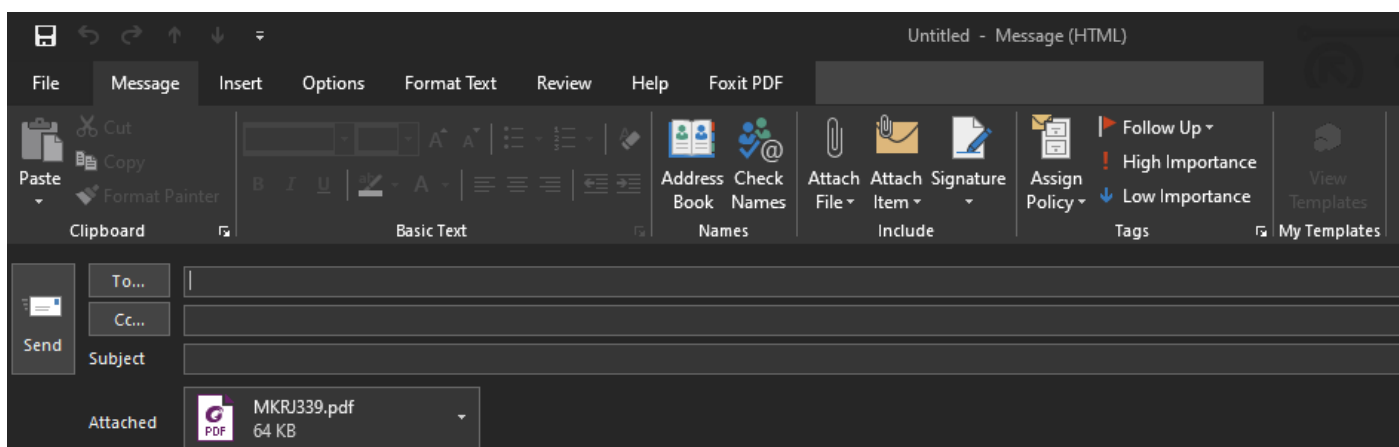 Untitled - Message (HTML)
File Message Insert Options Format Text Review Help Foxit PDF
Paste
Cut
Copy
Format Painter
Clipboard
B I U A
Basic Text
Address Book
Check Names
Names
Attach File
Attach Item
Signature
Include
Assign Policy
Follow Up
High Importance
Low Importance
Tags
View Templates
My Templates
Send
To...
Cc...
Subject
Attached
PDF
MKRJ339.pdf
64 KB